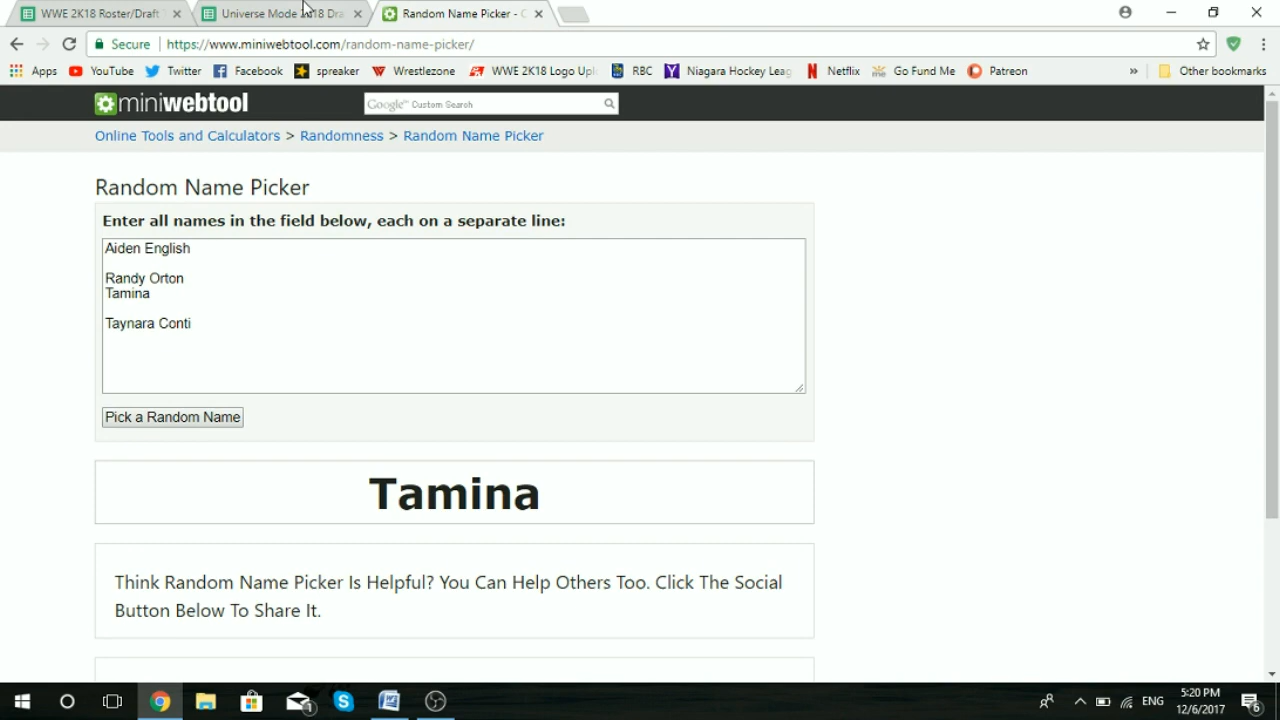 WWE 2K18 Roster/Draft
Universe Mode 2k18 Dra
Random Name Picker - C
Secure
https://www.miniwebtool.com/random-name-picker/
Apps YouTube Twitter Facebook spreaker Wrestlezone WWE 2K18 Logo Upl RBC Niagara Hockey Leag Netflix Go Fund Me Patreon » Other bookmarks
miniwebtool
Google™ Custom Search
Online Tools and Calculators > Randomness > Random Name Picker
Random Name Picker
Enter all names in the field below, each on a separate line:
Aiden English
Randy Orton
Tamina
Taynara Conti
Pick a Random Name
Tamina
Think Random Name Picker Is Helpful? You Can Help Others Too. Click The Social
Button Below To Share It.
ENG
5:20 PM
12/6/2017